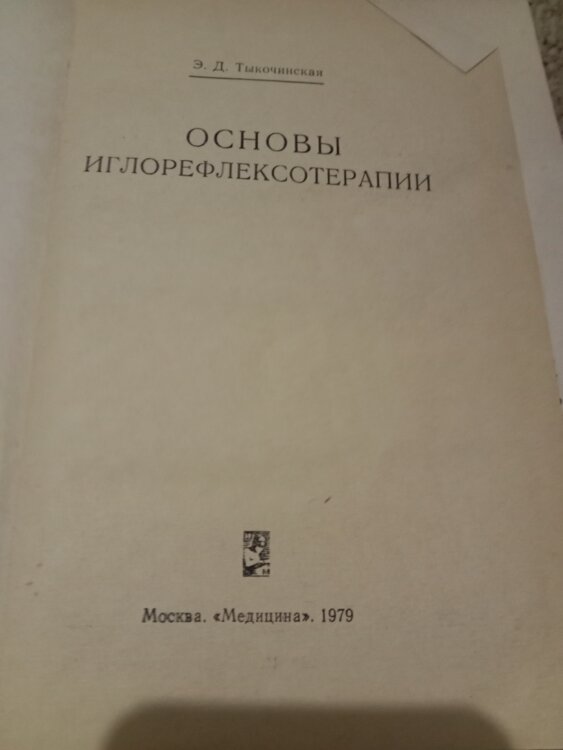 Э. Д. Тыкочинская
ОСНОВЫ
ИГЛОРЕФЛЕКСОТЕРАПИИ
Москва. «Медицина». 1979